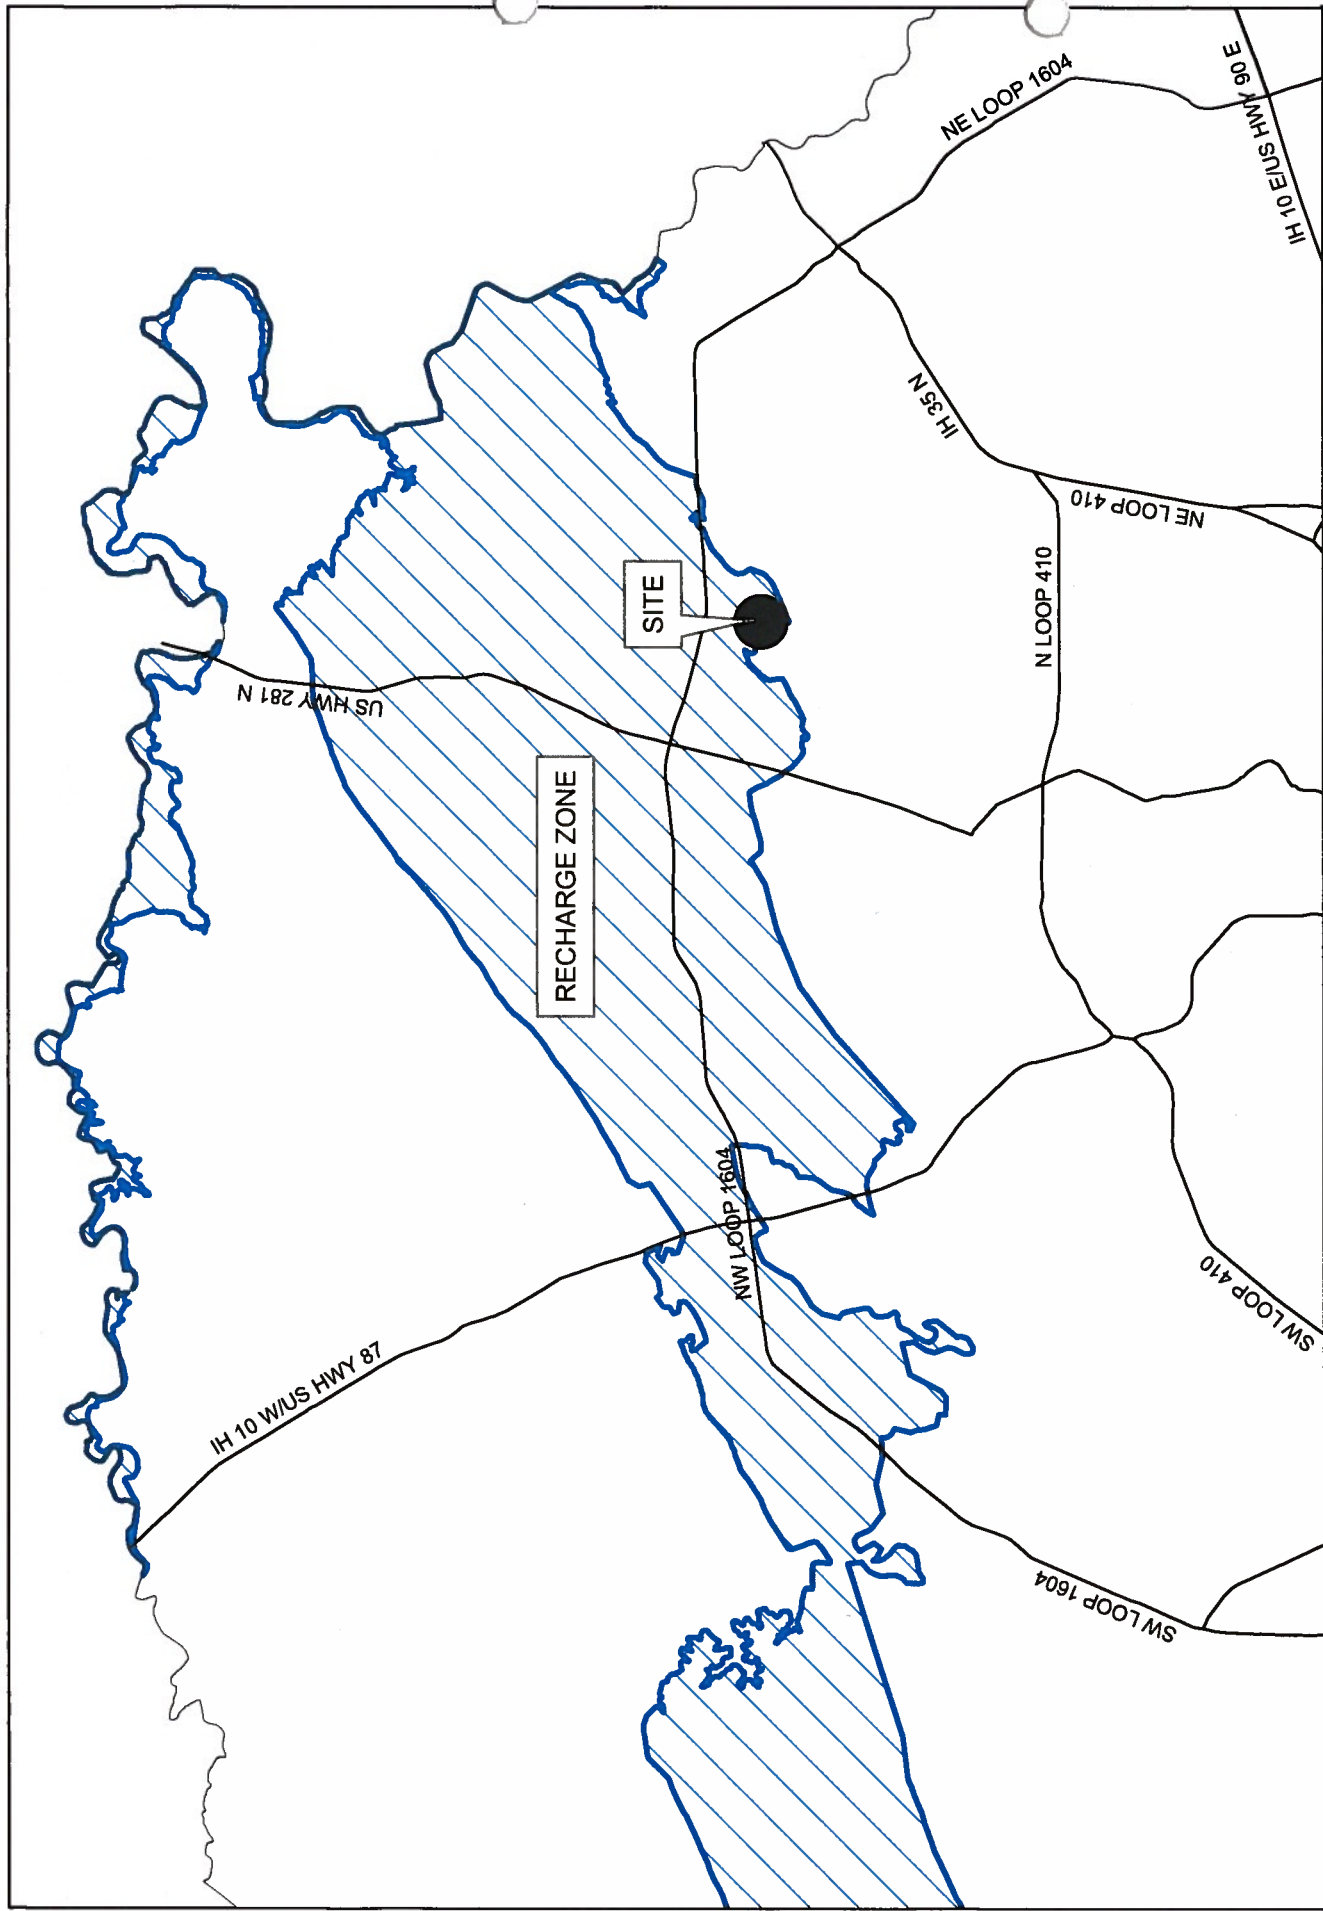 US HWY 281 N
IH 10 W/US HWY 87
RECHARGE ZONE
SITE
NW LOOP 1604
NE LOOP 1604
IH 35 N
IH 10 E/US HWY 90 E
N LOOP 410
NE LOOP 410
SW LOOP 410
SW LOOP 1604